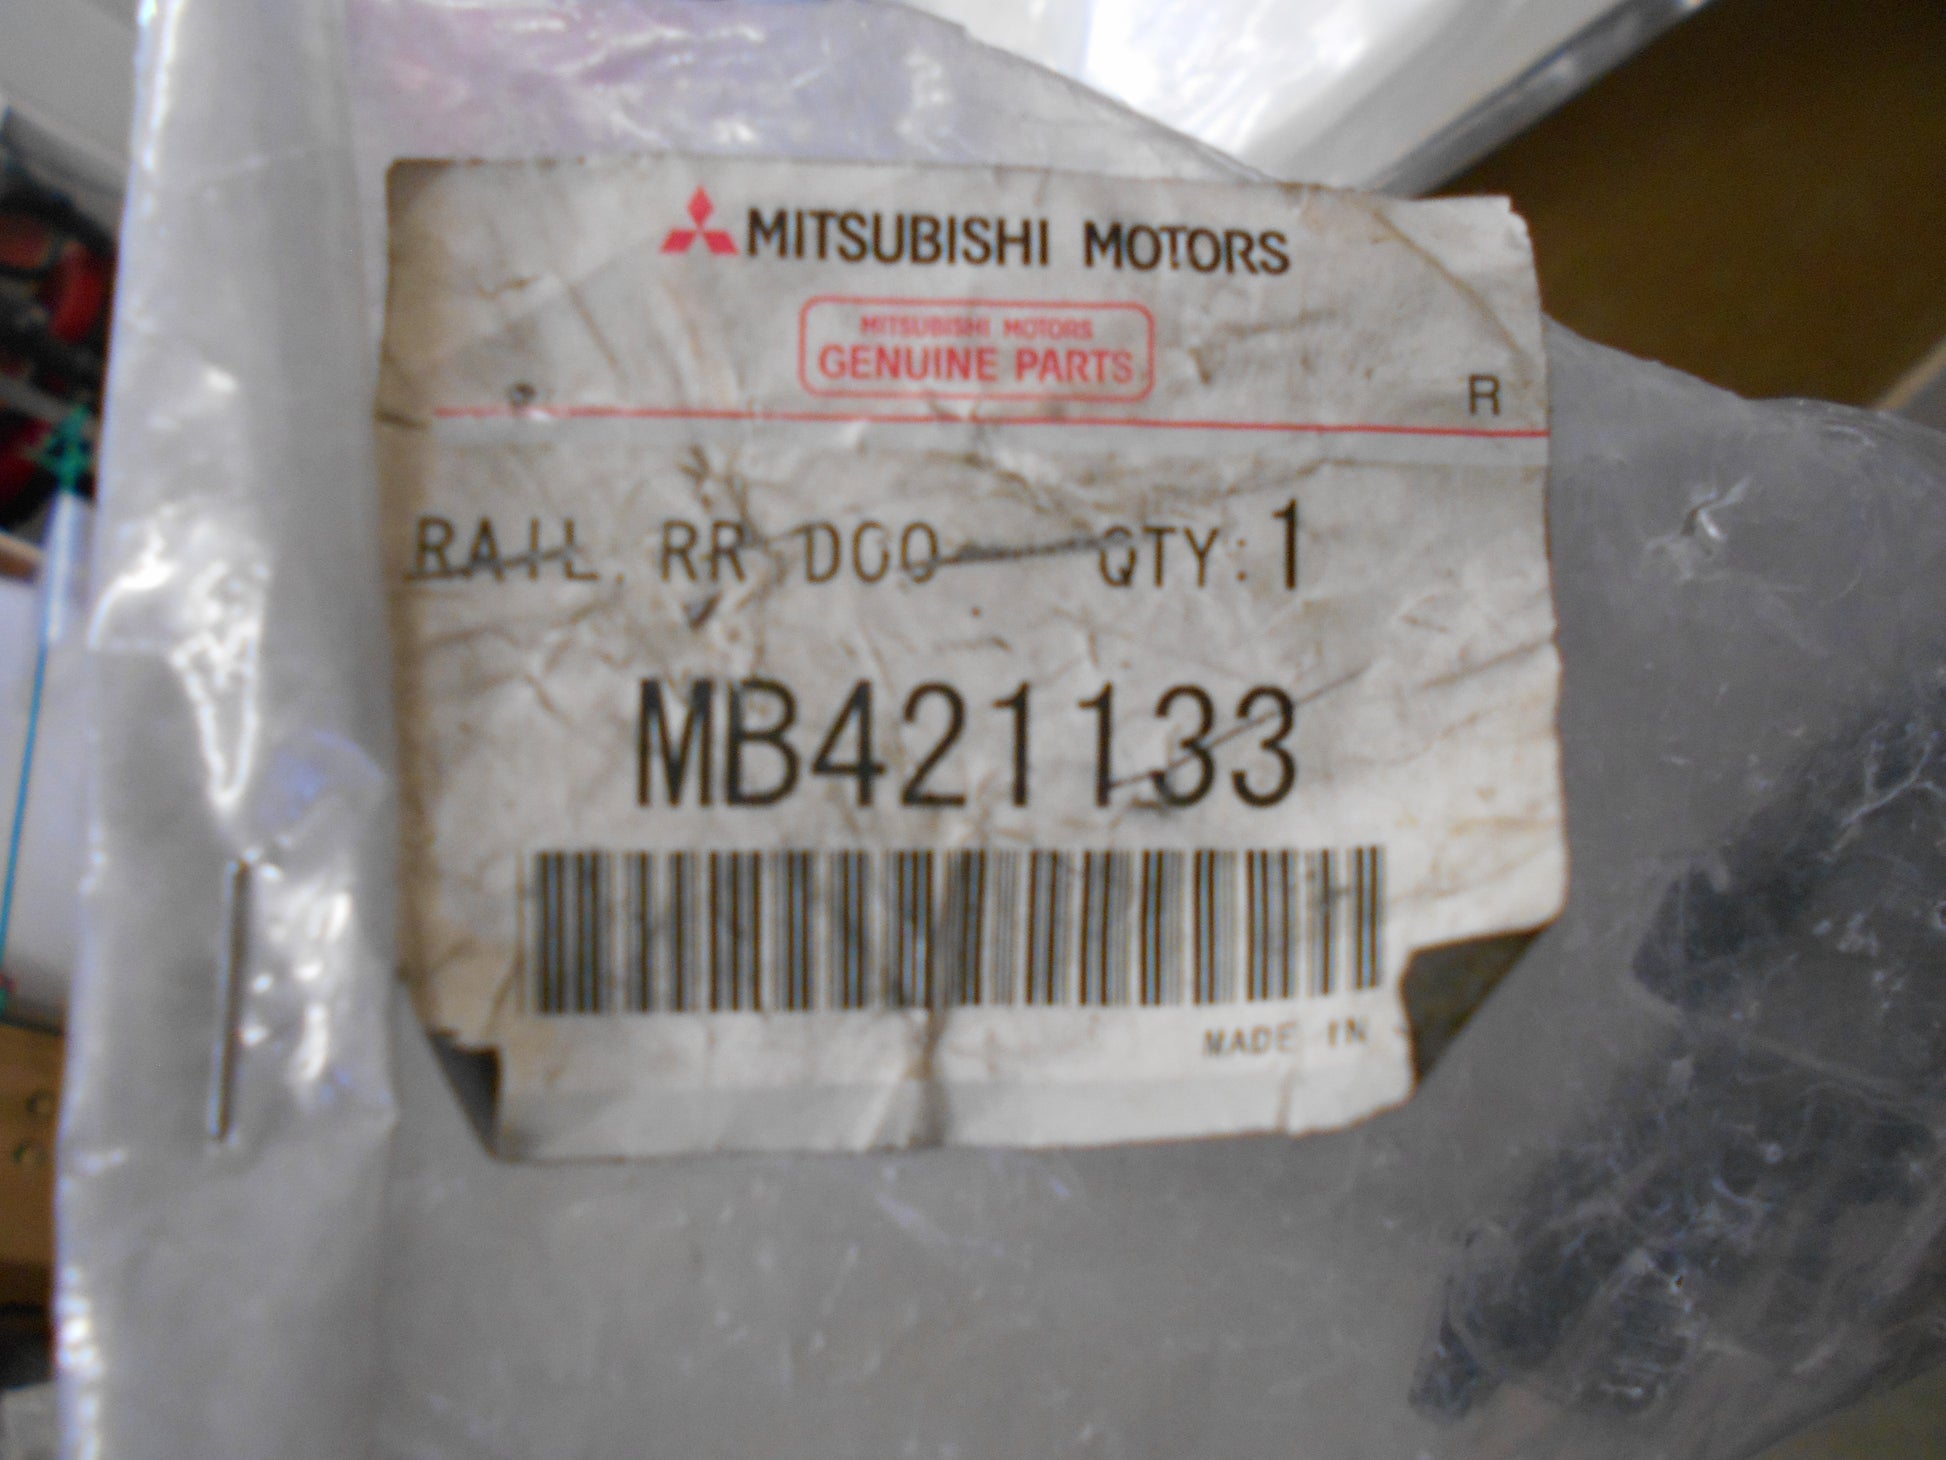 MITSUBISHI MOTORS
MITSUBISHI MOTORS
GENUINE PARTS
R
RAIL, RR DOO QTY: 1
MB421133
MADE IN